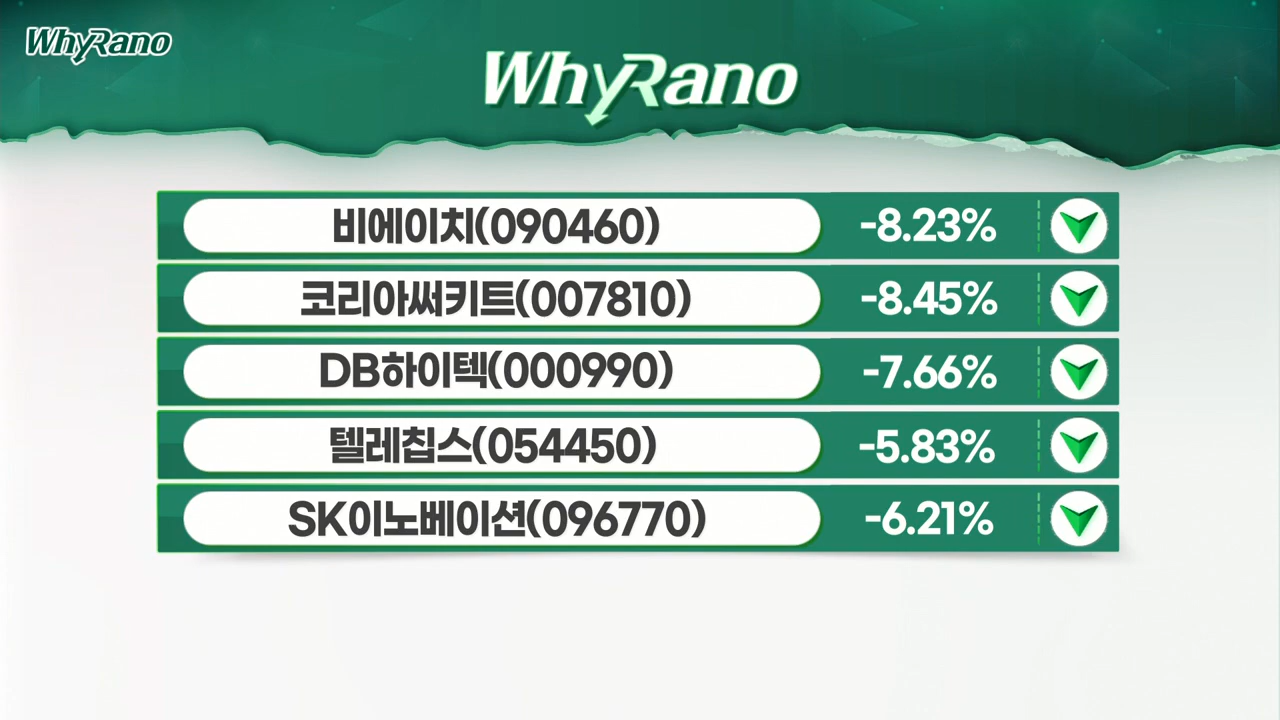 WhyRano
WhyRano
비에이치(090460) -8.23%
코리아써키트(007810) -8.45%
DB하이텍(000990) -7.66%
텔레칩스(054450) -5.83%
SK이노베이션(096770) -6.21%